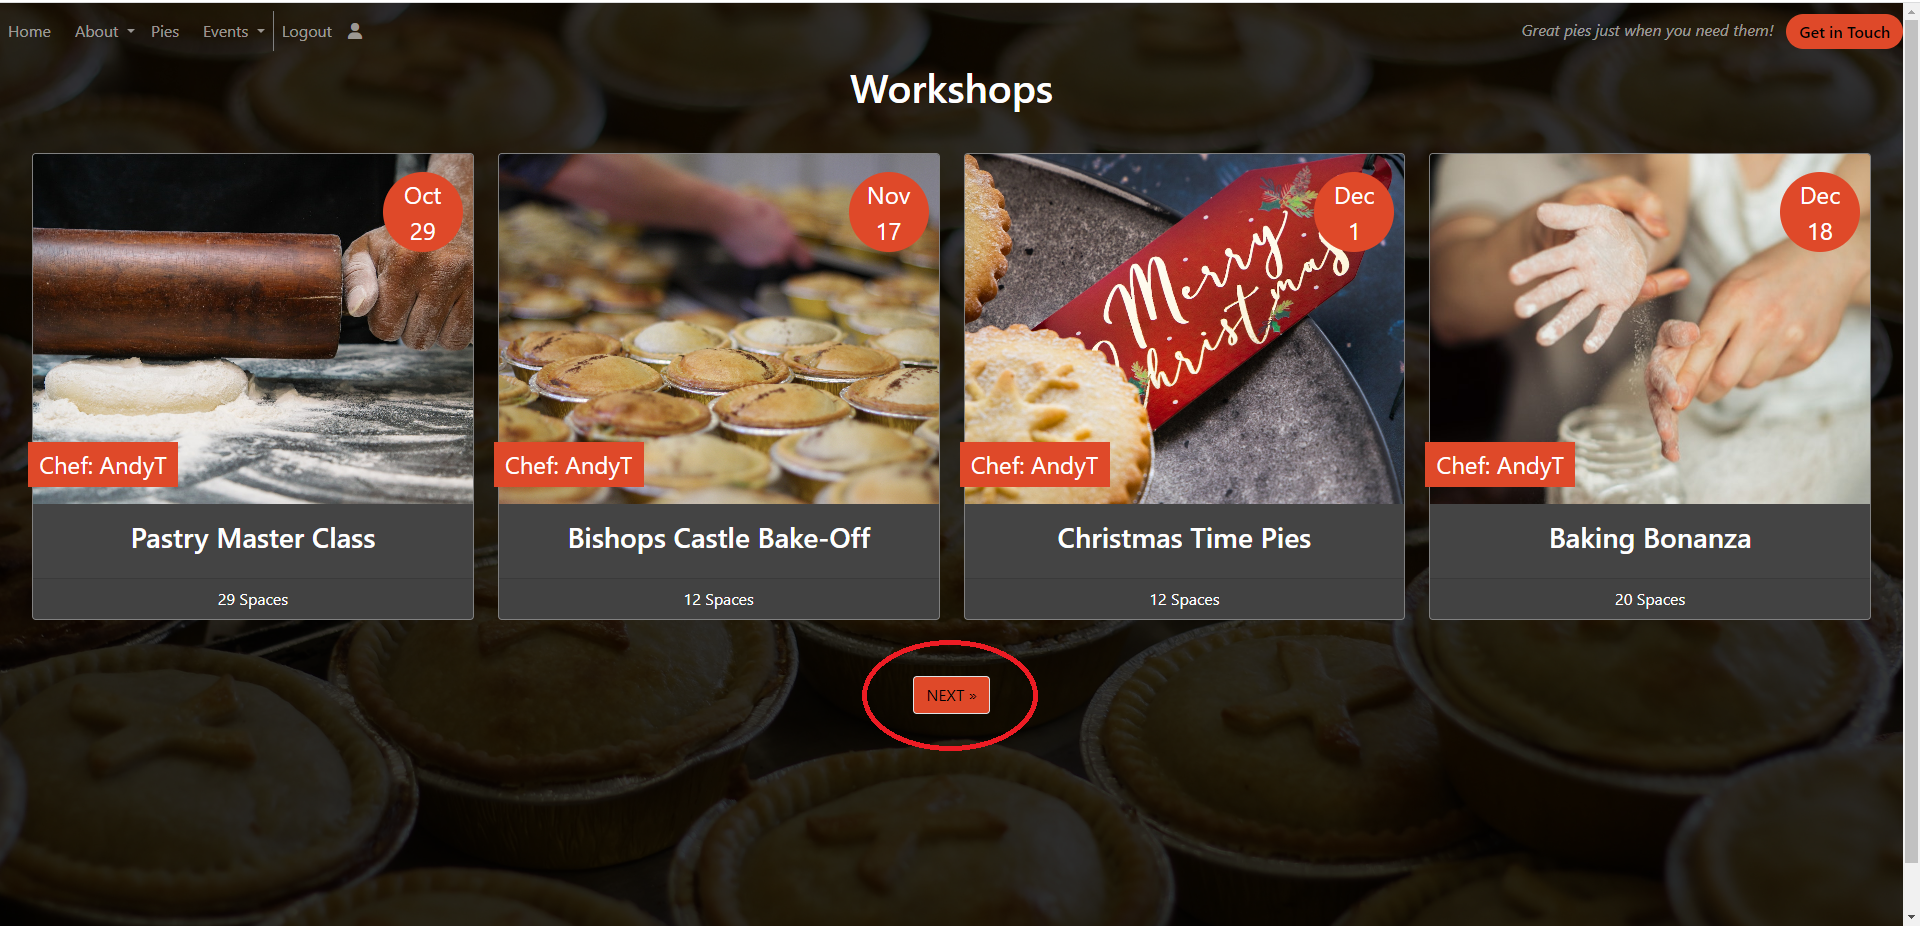 Home About Pies Events Logout Great pies just when you need them! Get in Touch
Workshops
Oct
29
Chef: AndyT
Pastry Master Class
29 Spaces
Nov
17
Chef: AndyT
Bishops Castle Bake-Off
12 Spaces
Merry
Christmas
Dec
1
Chef: AndyT
Christmas Time Pies
12 Spaces
Dec
18
Chef: AndyT
Baking Bonanza
20 Spaces
NEXT »